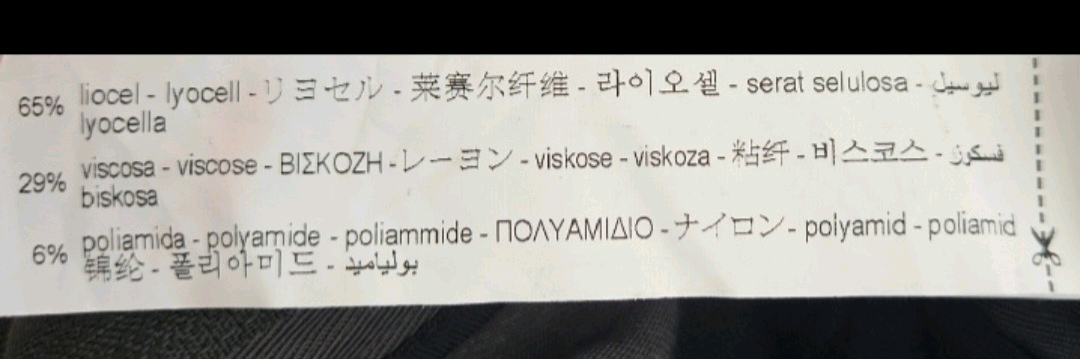 65% liocel - lyocell - リヨセル - 莱赛尔纤维 - 라이오셀 - serat selulosa - ليوسيل
lyocella
29% viscosa - viscose - ΒΙΣΚΟΖΗ - レーヨン - viskose - viskoza - 粘纤 - 비스코스 - فسكوز
biskosa
6% poliamida - polyamide - poliammide - ΠΟΛΥΑΜΙΔΙΟ - ナイロン - polyamid - poliamid
锦纶 - 폴리아미드 - بولياميد